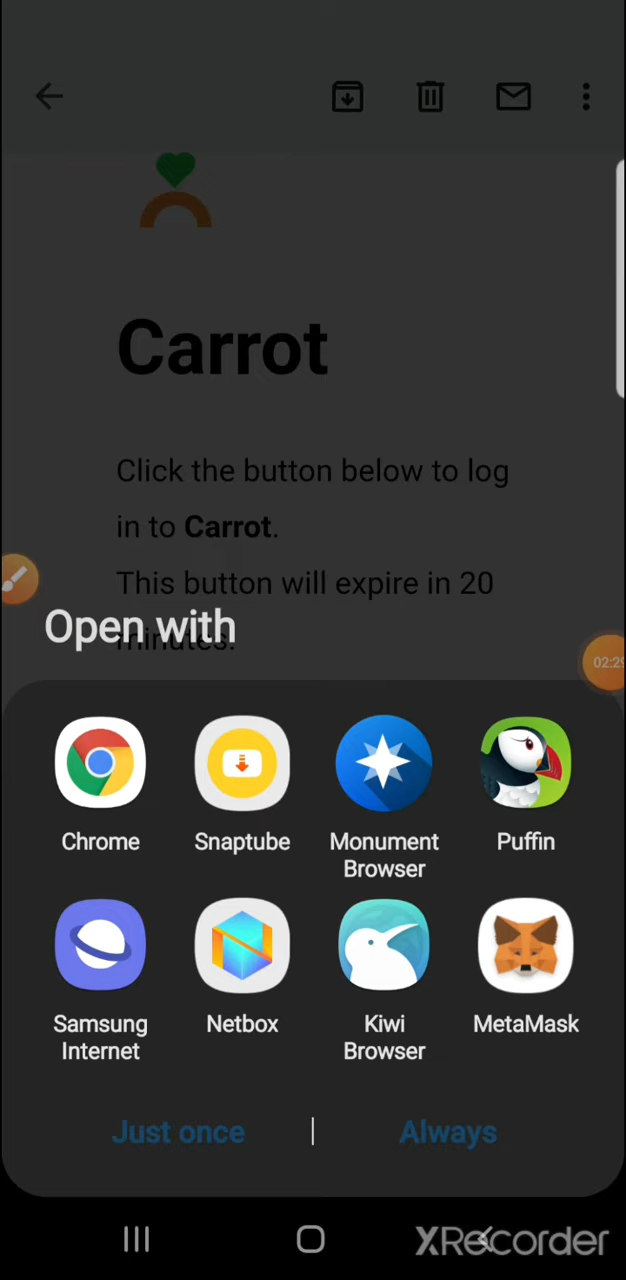 Carrot
Click the button below to log
in to Carrot.
This button will expire in 20
minutes.
Open with
02:29
Chrome
Snaptube
Monument
Browser
Puffin
Samsung
Internet
Netbox
Kiwi
Browser
MetaMask
Just once
Always
XRecorder